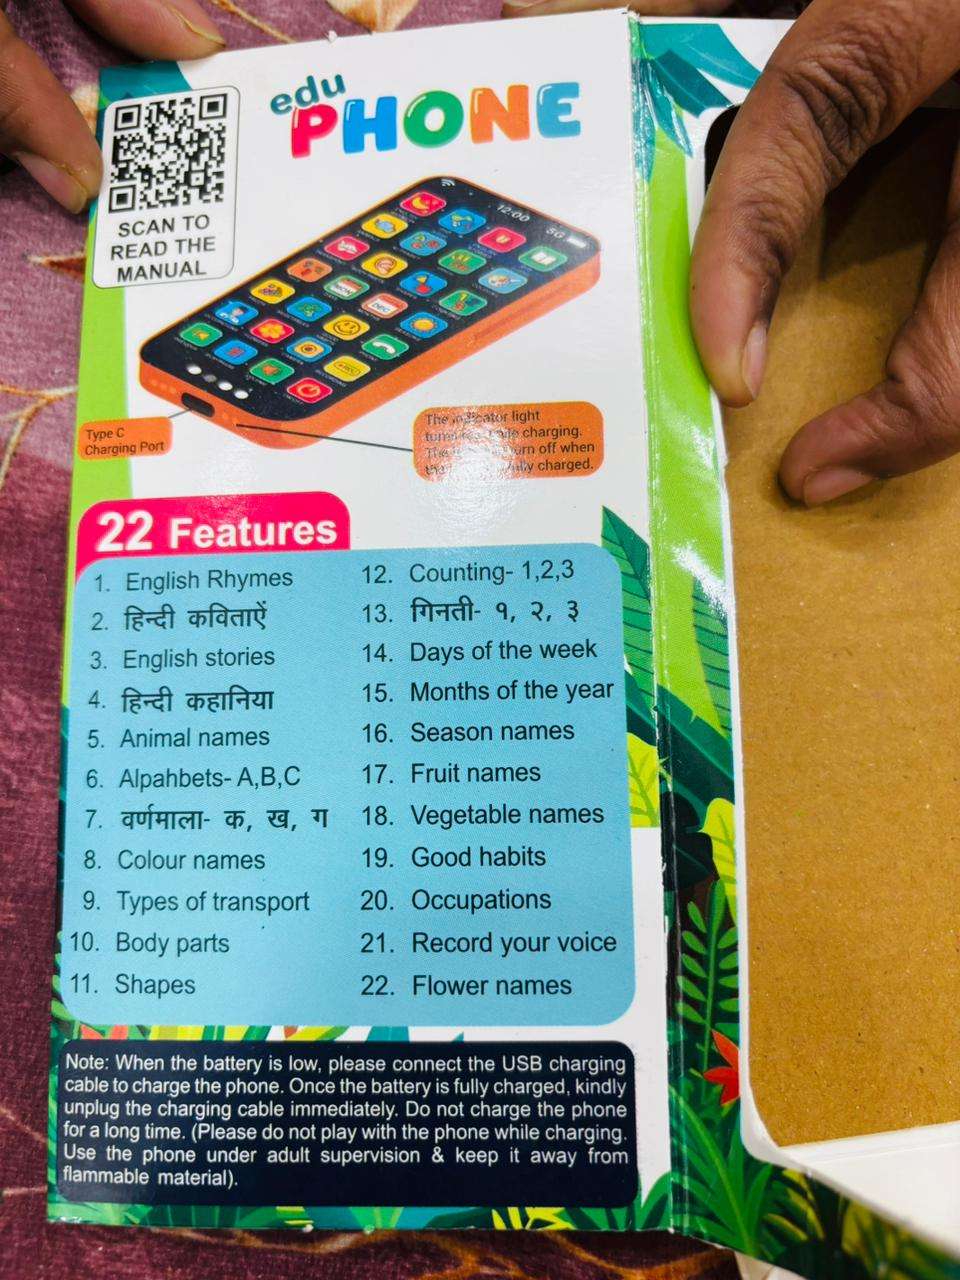 edu
PHONE
SCAN TO
READ THE
MANUAL
12:00
5G
DEC
Type C
Charging Port
The indicator light
charging.
turn off when
fully charged.
22 Features
1. English Rhymes
2. हिन्दी कविताऐं
3. English stories
4. हिन्दी कहानिया
5. Animal names
6. Alpahbets- A,B,C
7. वर्णमाला- क, ख, ग
8. Colour names
9. Types of transport
10. Body parts
11. Shapes
12. Counting- 1,2,3
13. गिनती- १, २, ३
14. Days of the week
15. Months of the year
16. Season names
17. Fruit names
18. Vegetable names
19. Good habits
20. Occupations
21. Record your voice
22. Flower names
Note: When the battery is low, please connect the USB charging
cable to charge the phone. Once the battery is fully charged, kindly
unplug the charging cable immediately. Do not charge the phone
for a long time. (Please do not play with the phone while charging.
Use the phone under adult supervision & keep it away from
flammable material).